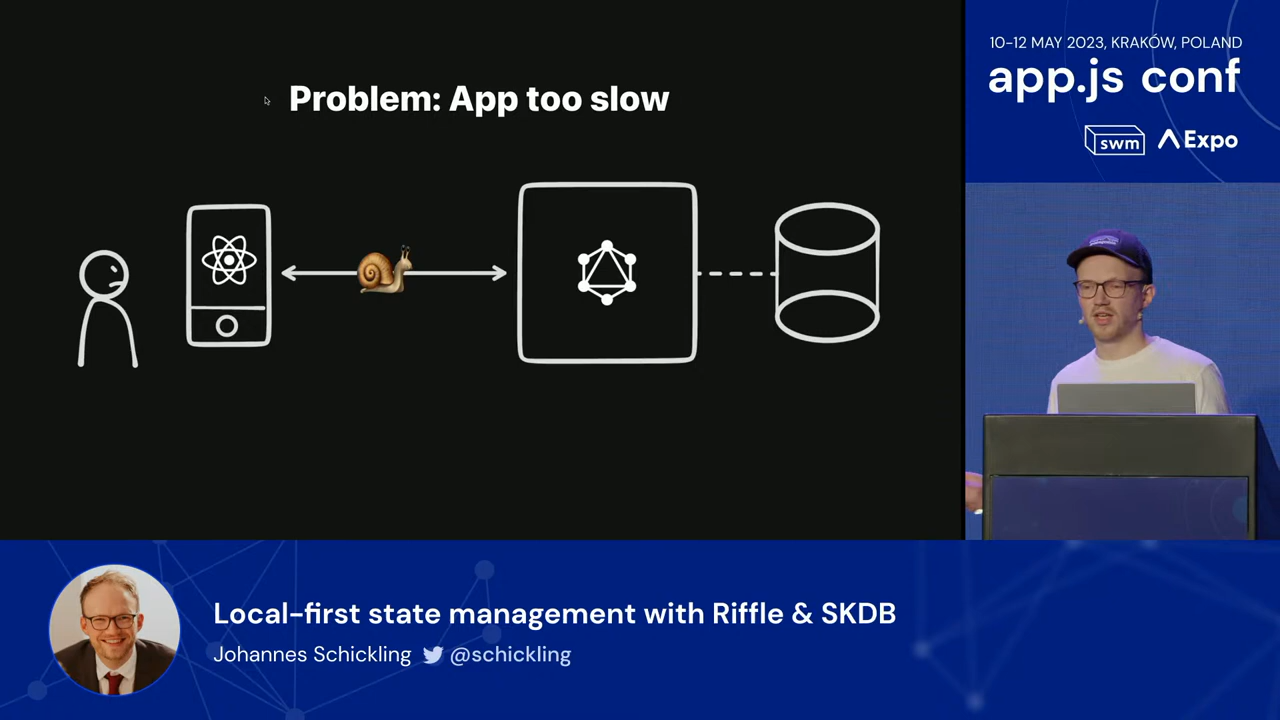 Problem: App too slow
10-12 MAY 2023, KRAKÓW, POLAND
app.js conf
swm
Expo
Local-first state management with Riffle & SKDB
Johannes Schickling @schickling